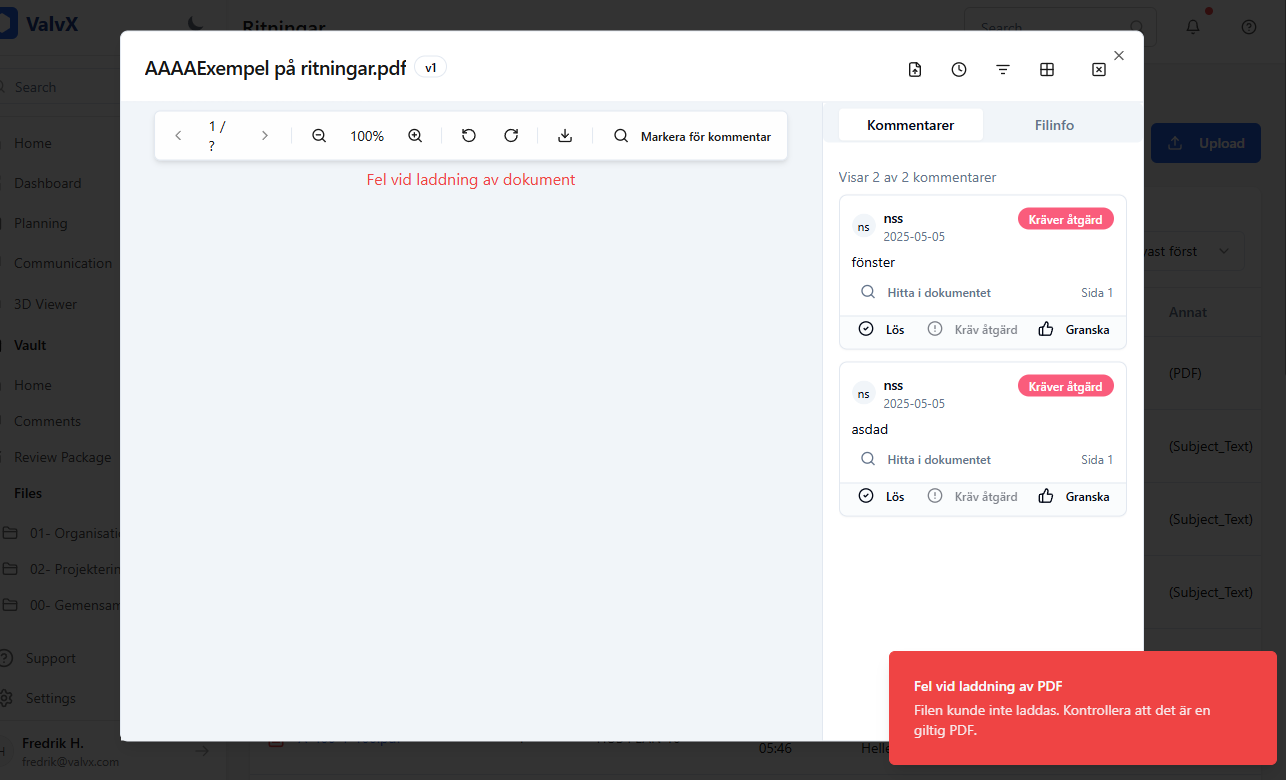 ValvX
Ritningar
Search
Search
Home
Dashboard
Planning
Communication
3D Viewer
Vault
Home
Comments
Review Package
Files
01- Organisati
02- Projekterin
00- Gemensam
Support
Settings
H
Fredrik H.
fredrik@valvx.com
AAAAExempel på ritningar.pdf
v1
1 /
?
100%
Markera för kommentar
Fel vid laddning av dokument
Kommentarer
Filinfo
Visar 2 av 2 kommentarer
ns
nss
2025-05-05
Kräver åtgärd
fönster
Hitta i dokumentet
Sida 1
Lös
Kräv åtgärd
Granska
ns
nss
2025-05-05
Kräver åtgärd
asdad
Hitta i dokumentet
Sida 1
Lös
Kräv åtgärd
Granska
Upload
ast först
Annat
(PDF)
(Subject_Text)
(Subject_Text)
(Subject_Text)
05:46
Helle
Fel vid laddning av PDF
Filen kunde inte laddas. Kontrollera att det är en
giltig PDF.